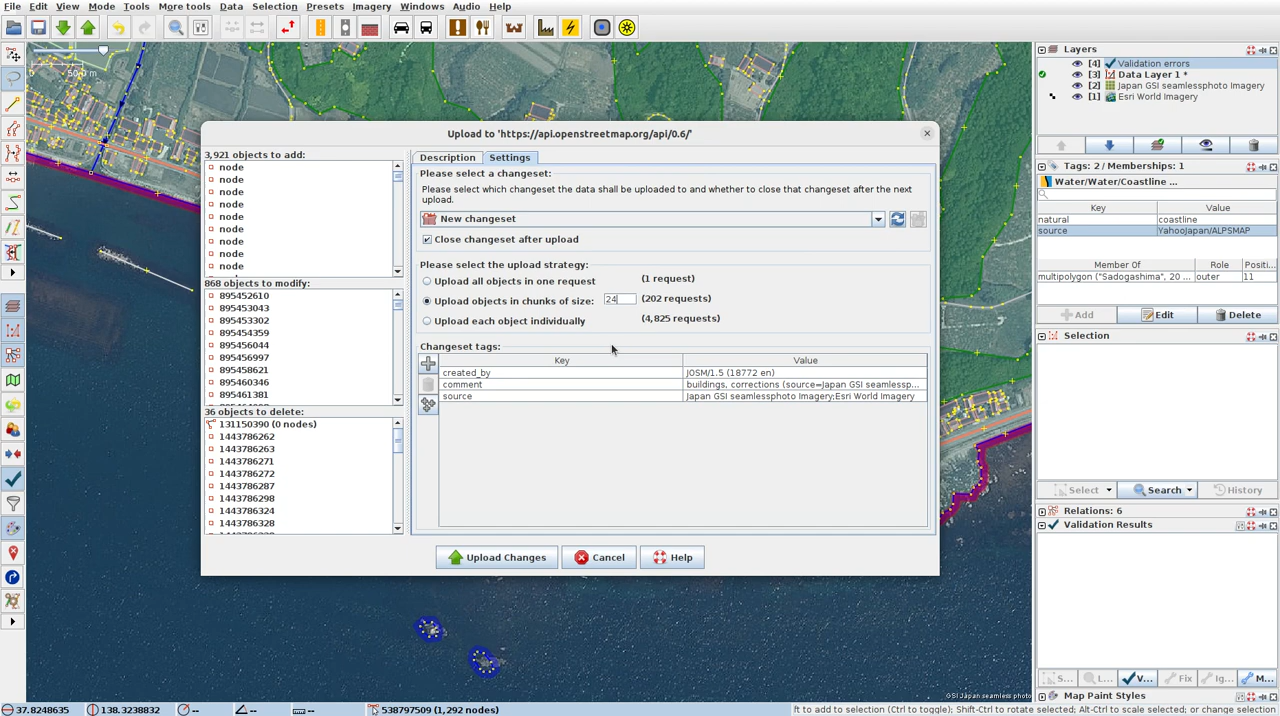 File Edit View Mode Tools More tools Data Selection Presets Imagery Windows Audio Help
0
50.0 m
Upload to 'https://api.openstreetmap.org/api/0.6/'
3,921 objects to add:
node
node
node
node
node
node
node
node
node
868 objects to modify:
895452610
895453043
895453302
895454359
895456044
895456997
895458621
895460346
895461381
36 objects to delete:
131150390 (0 nodes)
1443786262
1443786263
1443786271
1443786272
1443786287
1443786298
1443786324
1443786328
Description Settings
Please select a changeset:
Please select which changeset the data shall be uploaded to and whether to close that changeset after the next
upload.
New changeset
Close changeset after upload
Please select the upload strategy:
Upload all objects in one request (1 request)
Upload objects in chunks of size: 24 (202 requests)
Upload each object individually (4,825 requests)
Changeset tags:
Key Value
created_by JOSM/1.5 (18772 en)
comment buildings, corrections (source=Japan GSI seamlessp...
source Japan GSI seamlessphoto Imagery;Esri World Imagery
Upload Changes Cancel Help
Layers
[4] Validation errors
[3] Data Layer 1 *
[2] Japan GSI seamlessphoto Imagery
[1] Esri World Imagery
Tags: 2 / Memberships: 1
Water/Water/Coastline ...
Key Value
natural coastline
source YahooJapan/ALPSMAP
Member Of Role Positi...
multipolygon ("Sadogashima", 20 ... outer 11
Add Edit Delete
Selection
Select Search History
Relations: 6
Validation Results
S... L... V... Fix Ig... M...
Map Paint Styles
GSI Japan seamless photo
37.8248635 138.3238832 -- -- -- 538797509 (1,292 nodes) ft to add to selection (Ctrl to toggle); Shift-Ctrl to rotate selected; Alt-Ctrl to scale selected; or change selection